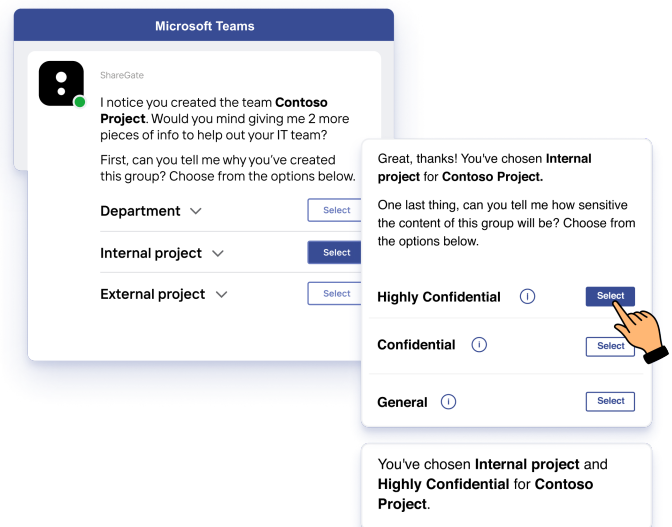 Microsoft Teams
ShareGate
I notice you created the team Contoso
Project. Would you mind giving me 2 more
pieces of info to help out your IT team?
First, can you tell me why you've created
this group? Choose from the options below.
Department
Select
Internal project
Select
External project
Select
Great, thanks! You've chosen Internal
project for Contoso Project.
One last thing, can you tell me how sensitive
the content of this group will be? Choose from
the options below.
Highly Confidential
Select
Confidential
Select
General
Select
You've chosen Internal project and
Highly Confidential for Contoso
Project.